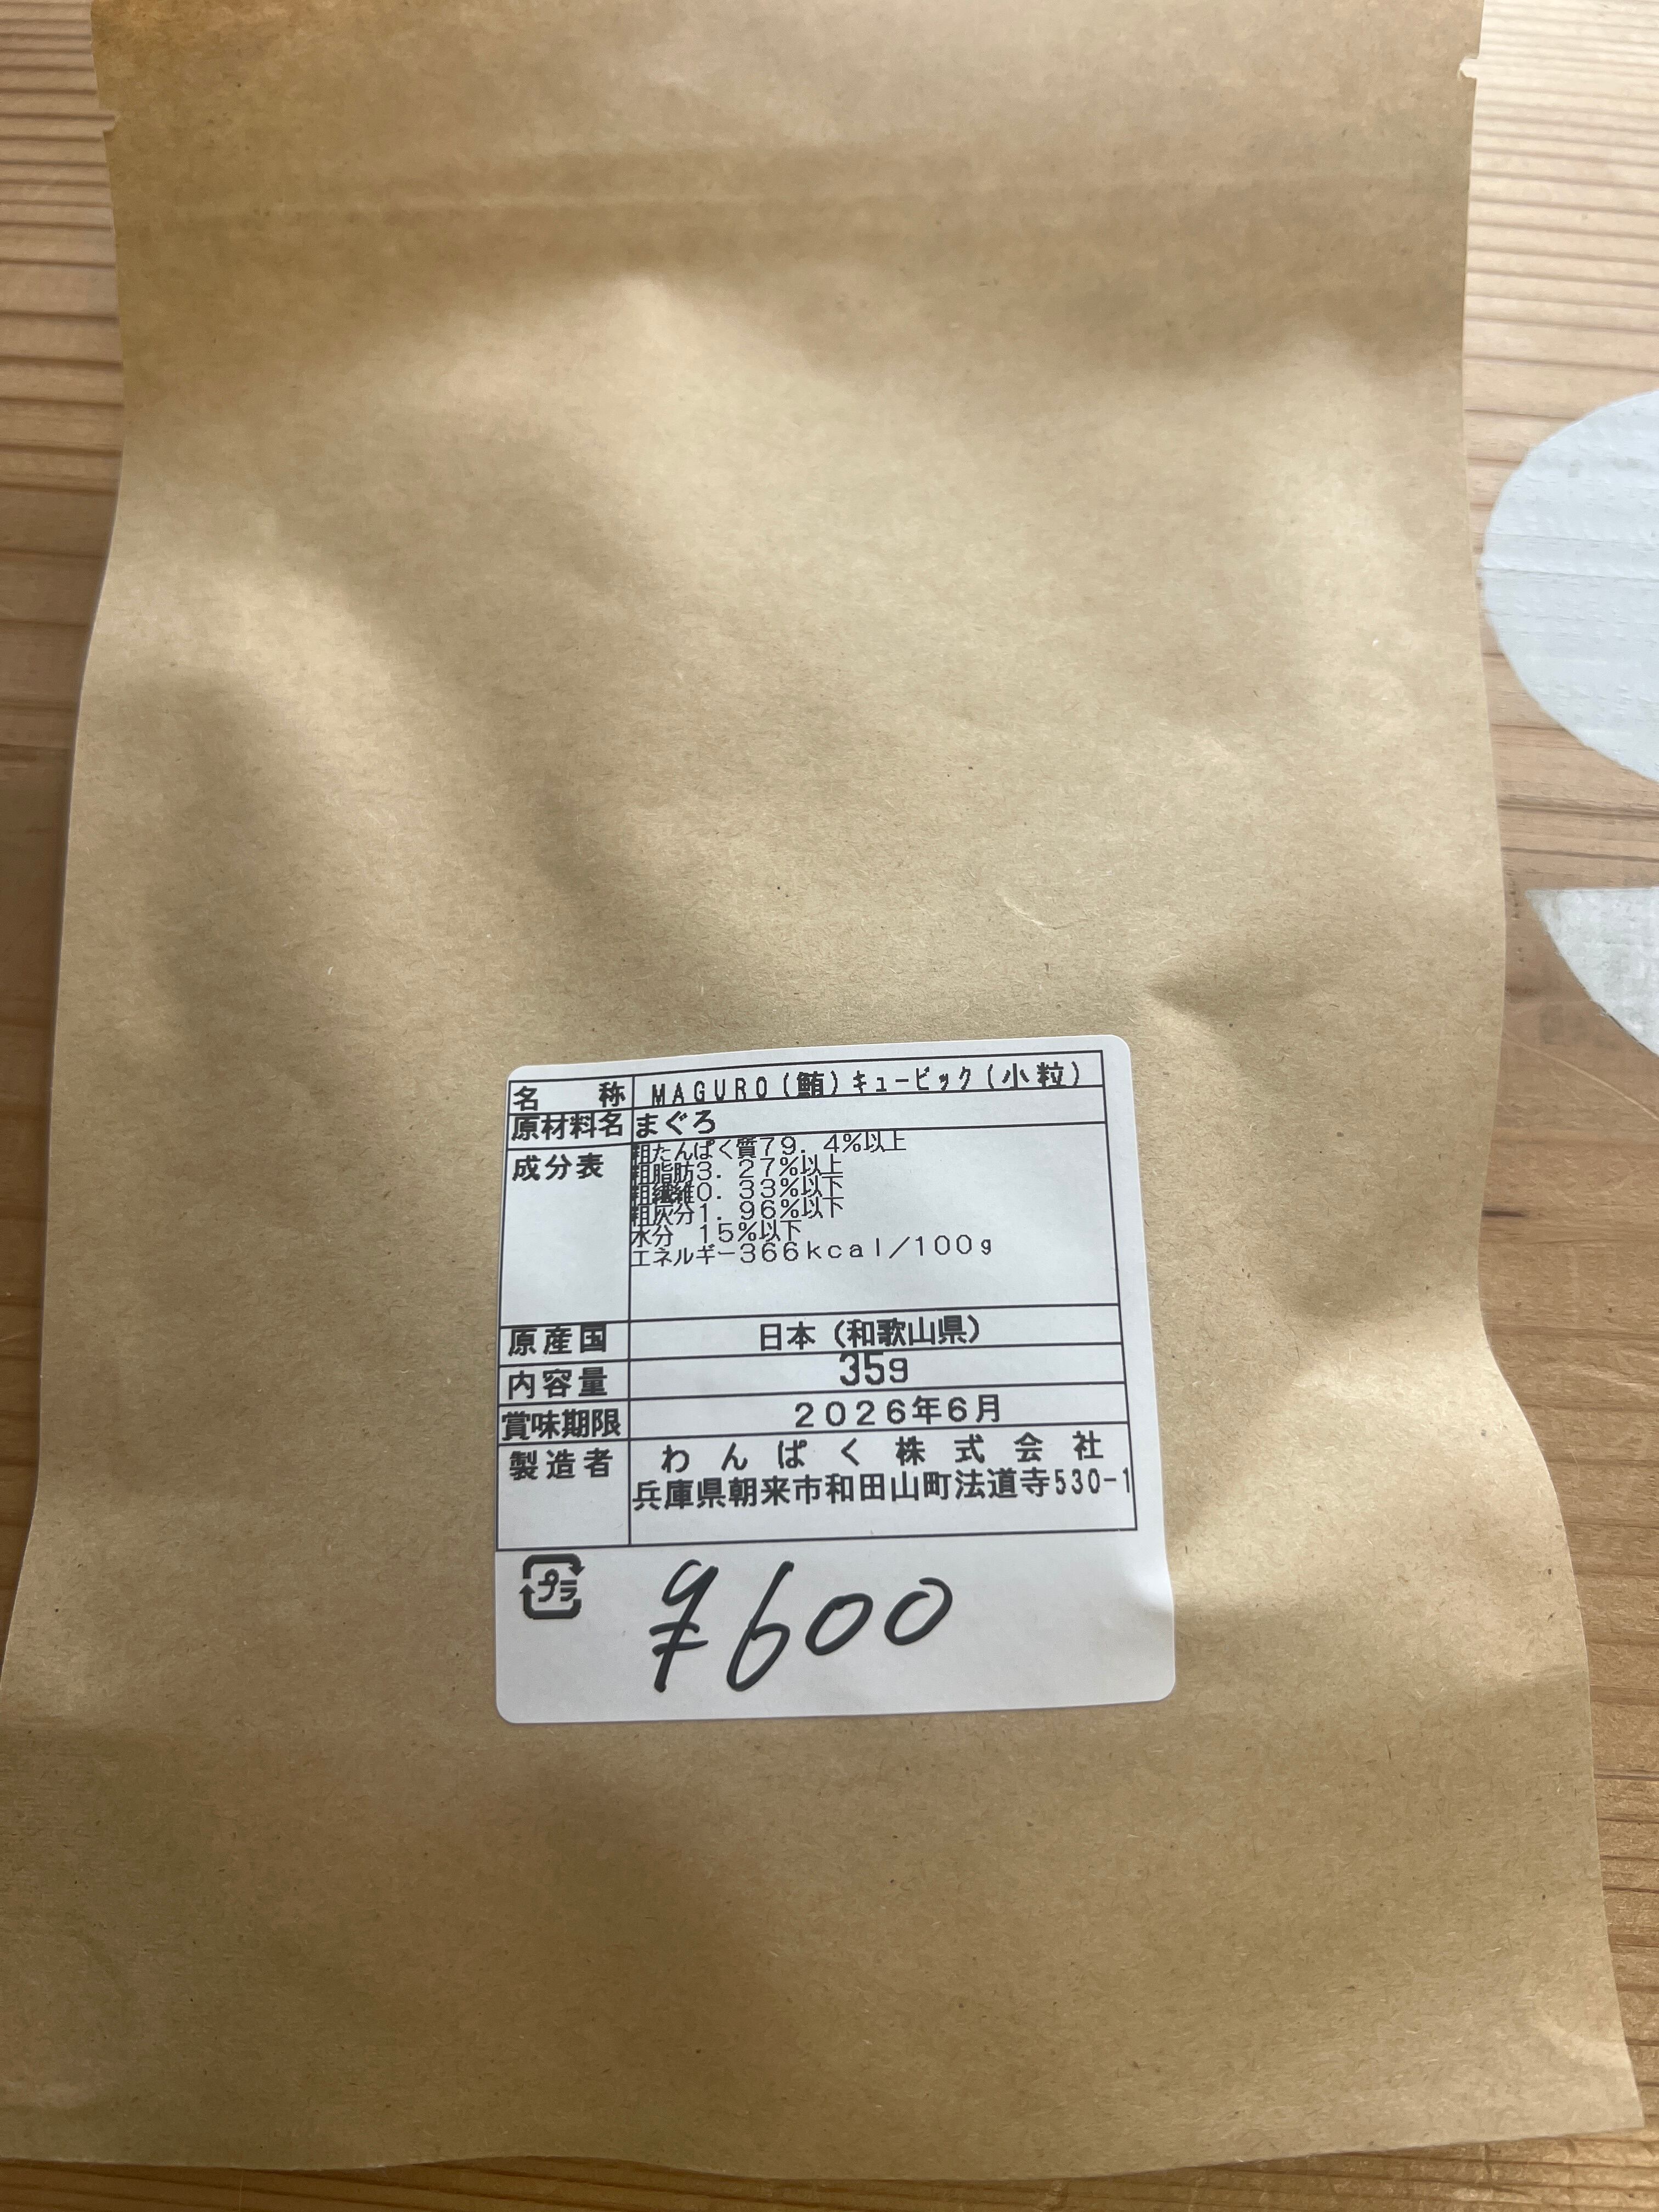 名 称 MAGURO(鮪)キュービック(小粒)
原材料名 まぐろ
成分表 粗たんぱく質79.4%以上
粗脂肪3.27%以上
粗繊維0.33%以下
粗灰分1.96%以下
水分 15%以下
エネルギー366kcal/100g
原産国 日本(和歌山県)
内容量 35g
賞味期限 2026年6月
製造者 わんぱく株式会社
兵庫県朝来市和田山町法道寺530-1
プラ
¥600